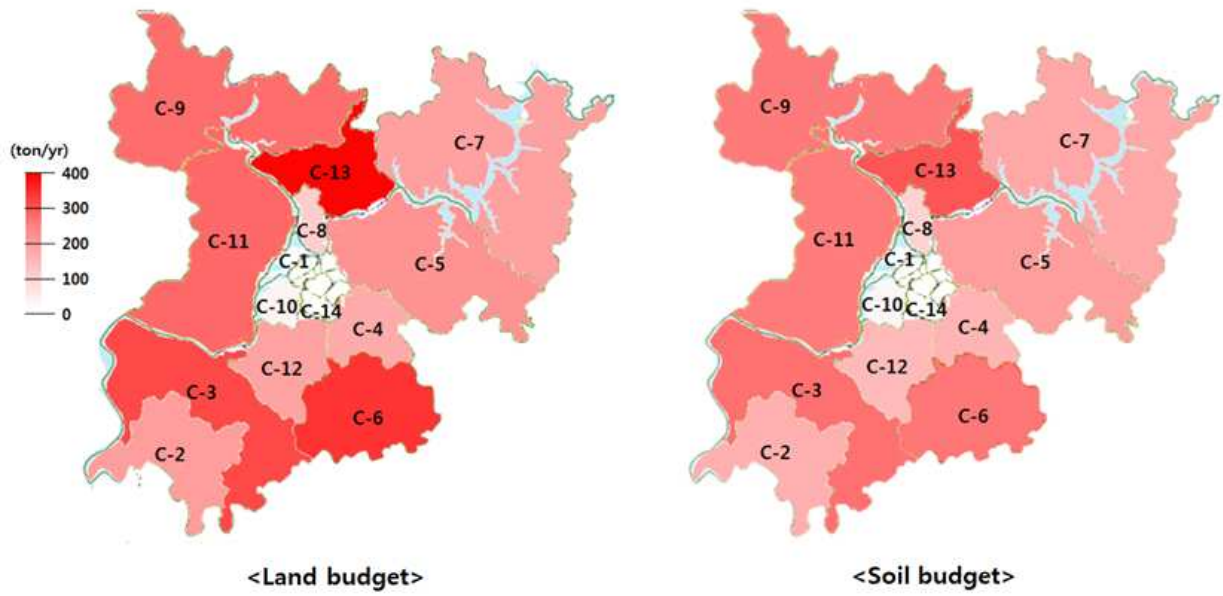 C-9
C-7
(ton/yr)
400
300
200
100
0
C-13
C-8
C-11
C-1
C-5
C-10
C-14
C-4
C-12
C-3
C-6
C-2
<Land budget>
C-9
C-7
C-13
C-8
C-11
C-1
C-5
C-10
C-14
C-4
C-12
C-3
C-6
C-2
<Soil budget>